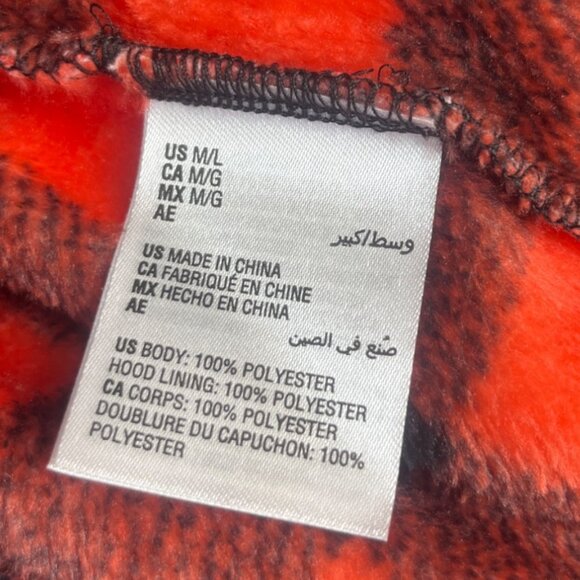 US M/L
CA M/G
MX M/G
AE
وسط/كبير
US MADE IN CHINA
CA FABRIQUÉ EN CHINE
MX HECHO EN CHINA
AE
صُنع في الصين
US BODY: 100% POLYESTER
HOOD LINING: 100% POLYESTER
CA CORPS: 100% POLYESTER
DOUBLURE DU CAPUCHON: 100%
POLYESTER